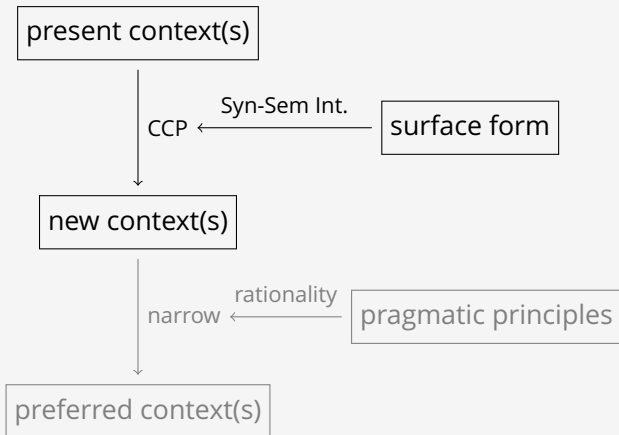 present context(s)
Syn-Sem Int.
CCP
surface form
new context(s)
rationality
narrow
pragmatic principles
preferred context(s)